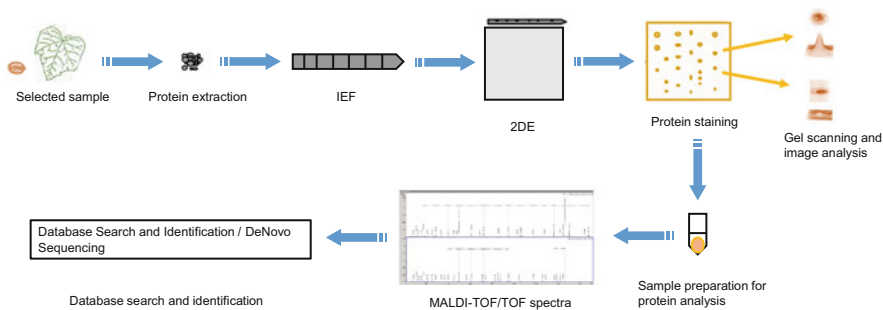 Selected sample
Protein extraction
IEF
2DE
Protein staining
Gel scanning and
image analysis
Database Search and Identification / DeNovo
Sequencing
Database search and identification
MALDI-TOF/TOF spectra
Sample preparation for
protein analysis